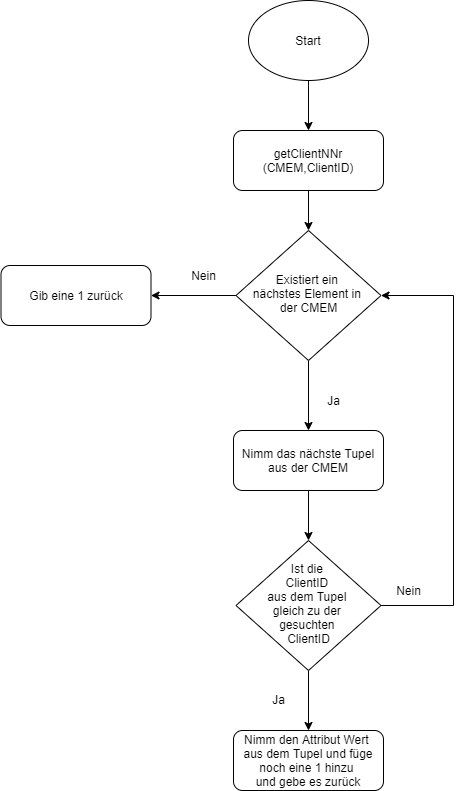 Start
getClientNNr
(CMEM,ClientID)
Existiert ein
nächstes Element in
der CMEM
Nein
Gib eine 1 zurück
Ja
Nimm das nächste Tupel
aus der CMEM
Ist die
ClientID
aus dem Tupel
gleich zu der
gesuchten
ClientID
Nein
Ja
Nimm den Attribut Wert
aus dem Tupel und füge
noch eine 1 hinzu
und gebe es zurück